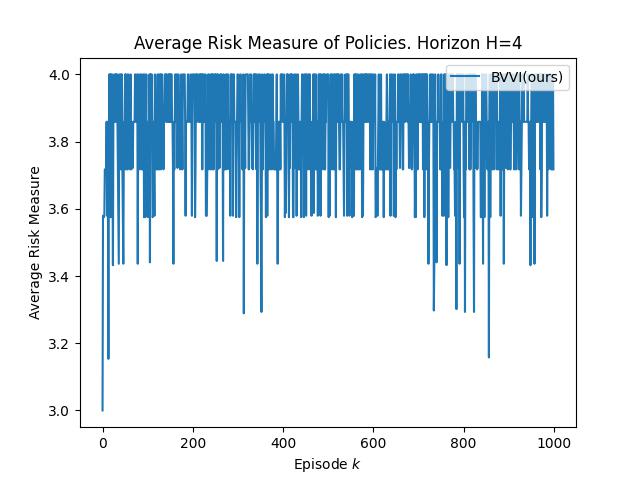 Average Risk Measure of Policies. Horizon H=4
BVVI(ours)
Average Risk Measure
4.0
3.8
3.6
3.4
3.2
3.0
0 200 400 600 800 1000
Episode k